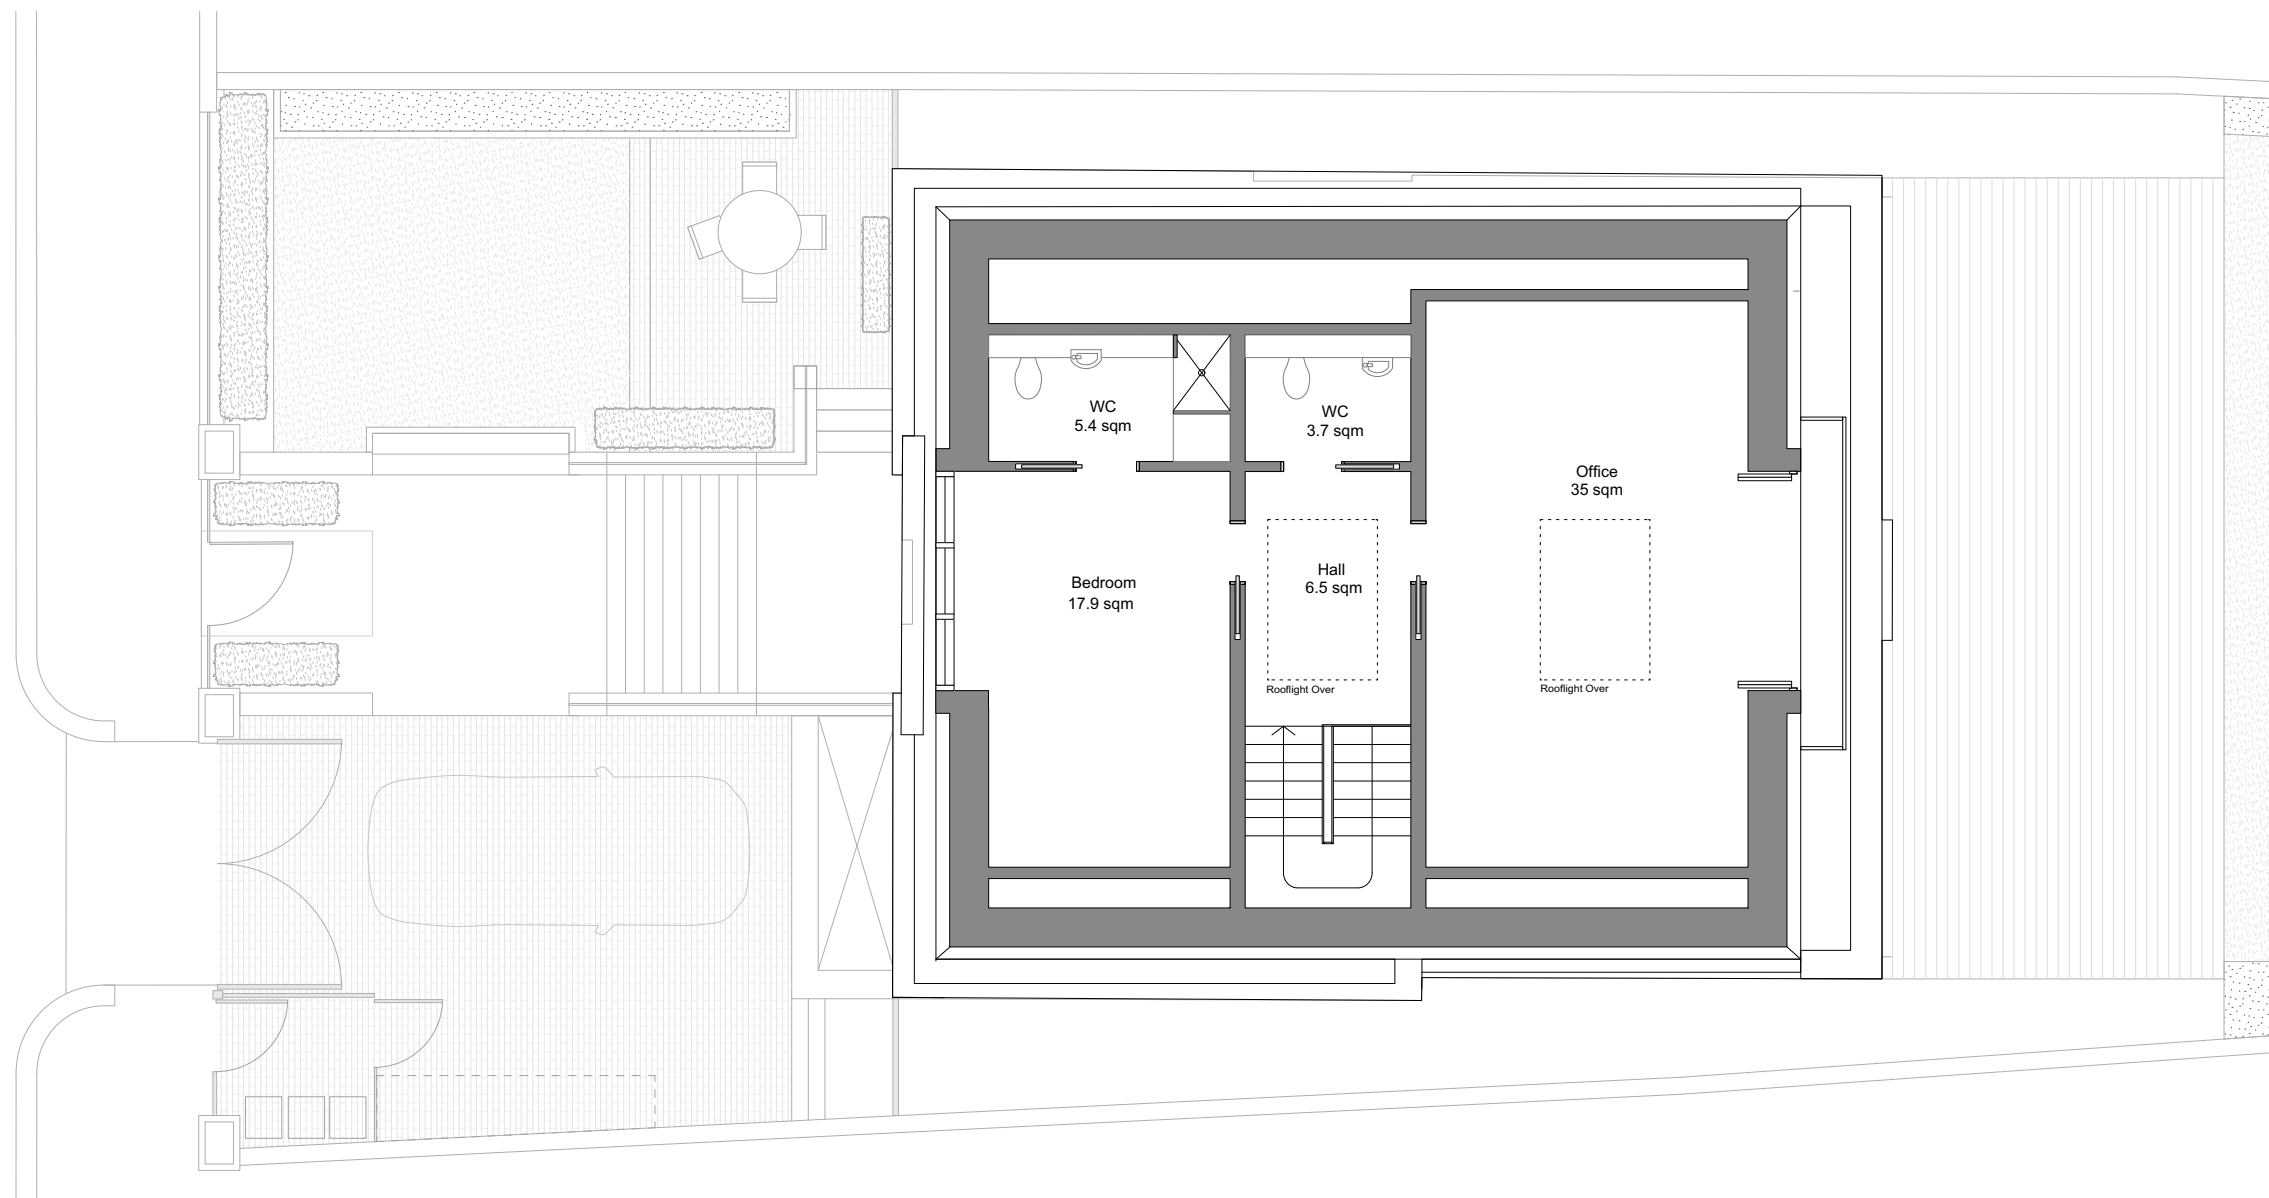 WC
5.4 sqm
WC
3.7 sqm
Office
35 sqm
Bedroom
17.9 sqm
Hall
6.5 sqm
Rooflight Over
Rooflight Over